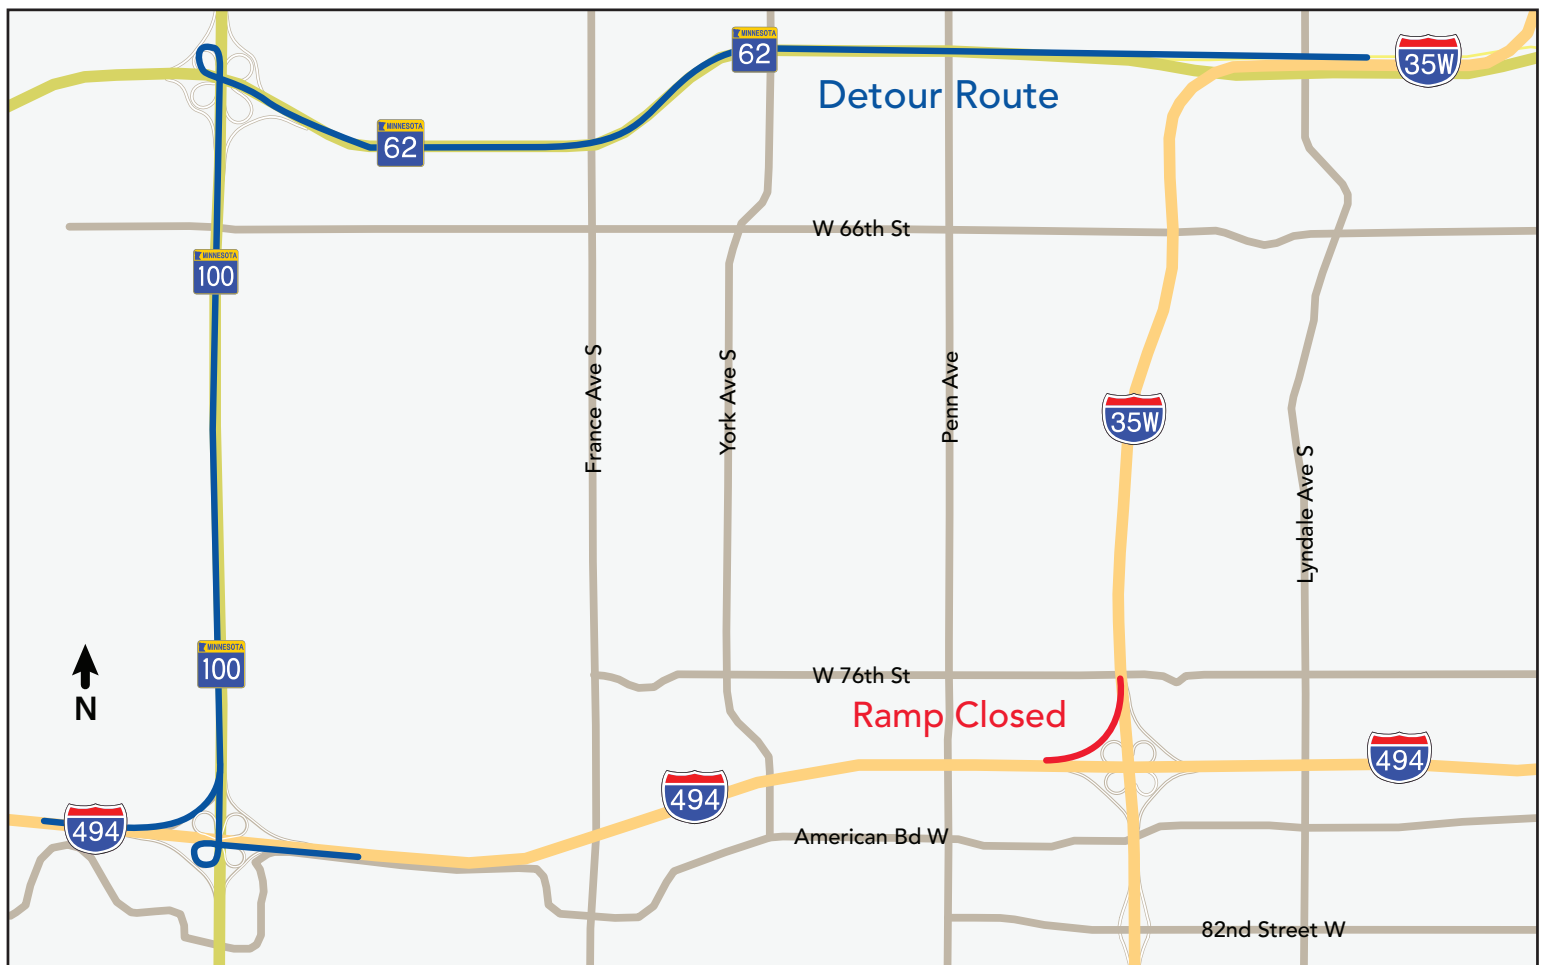 MINNESOTA
62
35W
Detour Route
MINNESOTA
62
W 66th St
MINNESOTA
100
France Ave S
York Ave S
Penn Ave
35W
Lyndale Ave S
MINNESOTA
100
N
W 76th St
Ramp Closed
494
494
494
American Bd W
82nd Street W